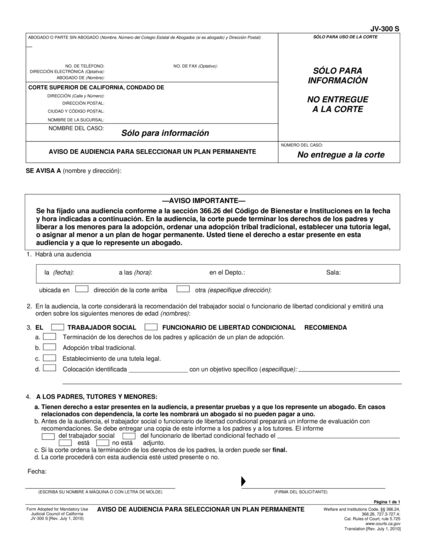 JV-300 S
ABOGADO O PARTE SIN ABOGADO (Nombre, Número del Colegio Estatal de Abogados (si es abogado) y Dirección Postal):
SÓLO PARA USO DE LA CORTE
NO. DE TELÉFONO:
NO. DE FAX (Optativo):
DIRECCIÓN ELECTRÓNICA (Optativa):
ABOGADO DE (Nombre):
SÓLO PARA
INFORMACIÓN
NO ENTREGUE
A LA CORTE
CORTE SUPERIOR DE CALIFORNIA, CONDADO DE
DIRECCIÓN (Calle y Número):
DIRECCIÓN POSTAL:
CIUDAD Y CÓDIGO POSTAL:
NOMBRE DE LA SUCURSAL:
NOMBRE DEL CASO:
Sólo para información
AVISO DE AUDIENCIA PARA SELECCIONAR UN PLAN PERMANENTE
NÚMERO DEL CASO:
No entregue a la corte
SE AVISA A (nombre y dirección):
—AVISO IMPORTANTE—
Se ha fijado una audiencia conforme a la sección 366.26 del Código de Bienestar e Instituciones en la fecha
y hora indicadas a continuación. En la audiencia, la corte puede terminar los derechos de los padres y
liberar a los menores para la adopción, ordenar una adopción tribal tradicional, establecer una tutoría legal,
o asignar al menor a un plan de hogar permanente. Usted tiene el derecho a estar presente en esta
audiencia y a que lo represente un abogado.
1. Habrá una audiencia
la (fecha):
a las (hora):
en el Depto.:
Sala:
ubicada en
dirección de la corte arriba
otra (especifique dirección):
2. En la audiencia, la corte considerará la recomendación del trabajador social o funcionario de libertad condicional y emitirá una
orden sobre los siguientes menores de edad (nombres):
3. EL
TRABAJADOR SOCIAL
FUNCIONARIO DE LIBERTAD CONDICIONAL
RECOMIENDA
a. Terminación de los derechos de los padres y aplicación de un plan de adopción.
b. Adopción tribal tradicional.
c. Establecimiento de una tutela legal.
d. Colocación identificada
con un objetivo específico (especifique):
4. A LOS PADRES, TUTORES Y MENORES:
a. Tienen derecho a estar presentes en la audiencia, a presentar pruebas y a que los represente un abogado. En casos
relacionados con dependencia, la corte les nombrará un abogado si no pueden pagar a uno.
b. Antes de la audiencia, el trabajador social o funcionario de libertad condicional preparará un informe de evaluación con
recomendaciones. Se debe entregar una copia de este informe a los padres y a los tutores. El informe
del trabajador social
del funcionario de libertad condicional fechado el
está
no está
adjunto.
c. Si la corte ordena la terminación de los derechos de los padres, la orden puede ser final.
d. La corte procederá con esta audiencia esté usted presente o no.
Fecha:
(ESCRIBA SU NOMBRE A MÁQUINA O CON LETRA DE MOLDE)
(FIRMA DEL SOLICITANTE)
Página 1 de 1
Form Adopted for Mandatory Use
Judicial Council of California
JV-300 S [Rev. July 1, 2010]
AVISO DE AUDIENCIA PARA SELECCIONAR UN PLAN PERMANENTE
Welfare and Institutions Code, §§ 366.24,
366.26, 727.3-727.4;
Cal. Rules of Court, rule 5.725
www.courts.ca.gov
Translation [Rev. July 1, 2010]